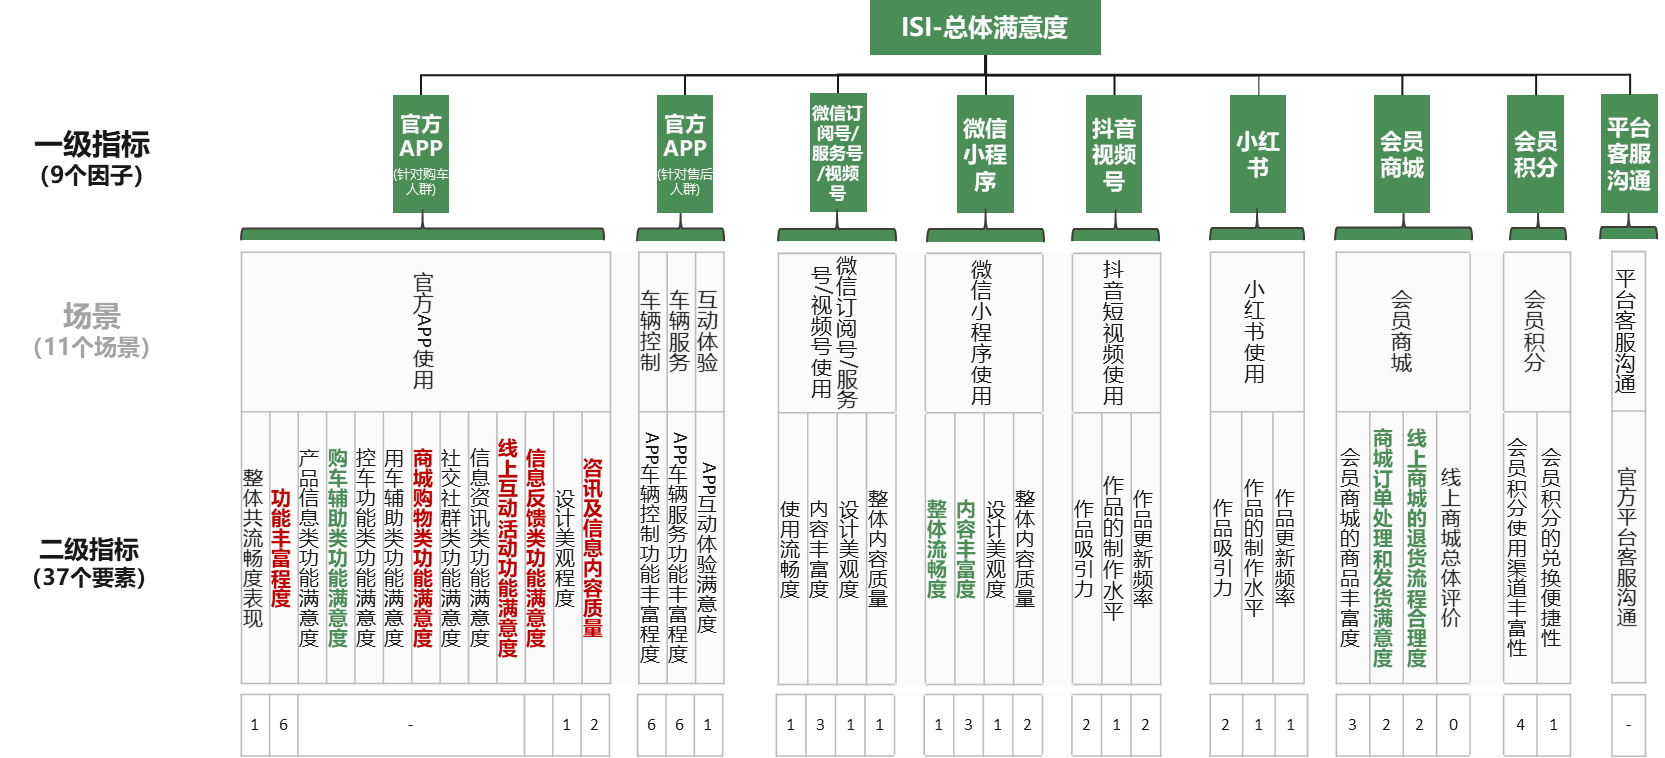 ISI-总体满意度
一级指标
(9个因子)
官方
APP
(针对购车
人群)
官方
APP
(针对售后
人群)
微信订
阅号/
服务号
/视频
号
微信
小程
序
抖音
视频
号
小红
书
会员
商城
会员
积分
平台
客服
沟通
场景
(11个场景)
官方APP使用
车辆控制
车辆服务
互动体验
微信订阅号/服务
号/视频号使用
微信小程序使用
抖音短视频使用
小红书使用
会员商城
会员积分
平台客服沟通
二级指标
(37个要素)
整体共流畅度表现
功能丰富程度
产品信息类功能满意度
购车辅助类功能满意度
控车功能类功能满意度
用车辅助类功能满意度
商城购物类功能满意度
社交社群类功能满意度
信息资讯类功能满意度
线上互动活动功能满意度
信息反馈类功能满意度
设计美观程度
咨讯及信息内容质量
APP车辆控制功能丰富程度
APP车辆服务功能丰富程度
APP互动体验满意度
使用流畅度
内容丰富度
设计美观度
整体内容质量
整体流畅度
内容丰富度
设计美观度
整体内容质量
作品吸引力
作品的制作水平
作品更新频率
作品吸引力
作品的制作水平
作品更新频率
会员商城的商品丰富度
商城订单处理和发货满意度
线上商城的退货流程合理度
线上商城总体评价
会员积分使用渠道丰富性
会员积分的兑换便捷性
官方平台客服沟通
1 6 - 1 2 6 6 1 1 3 1 1 1 3 1 2 2 1 2 2 1 1 3 2 2 0 4 1 -